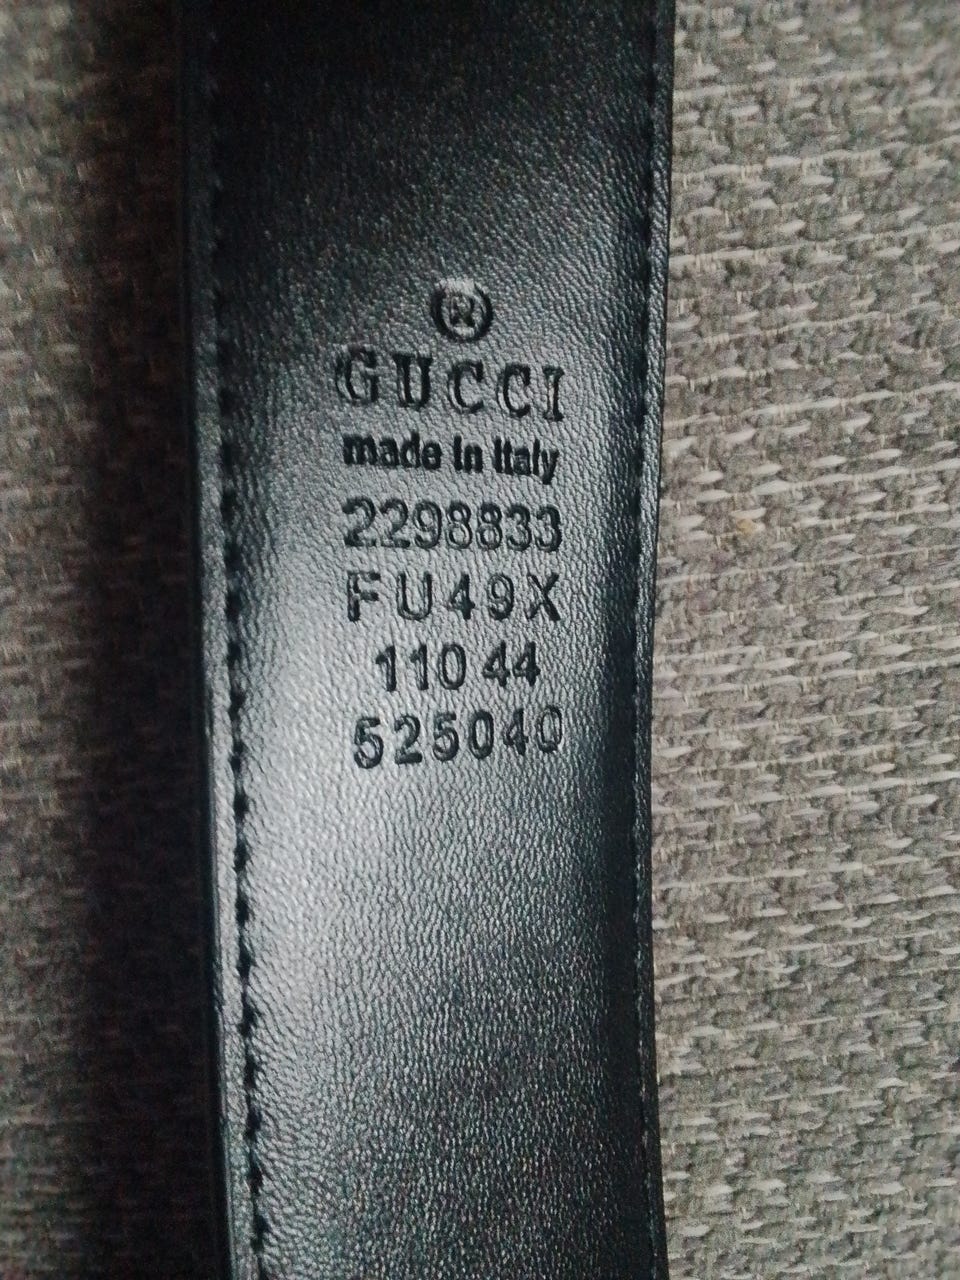 ®
GUCCI
made in Italy
2298833
FU49X
110 44
525040